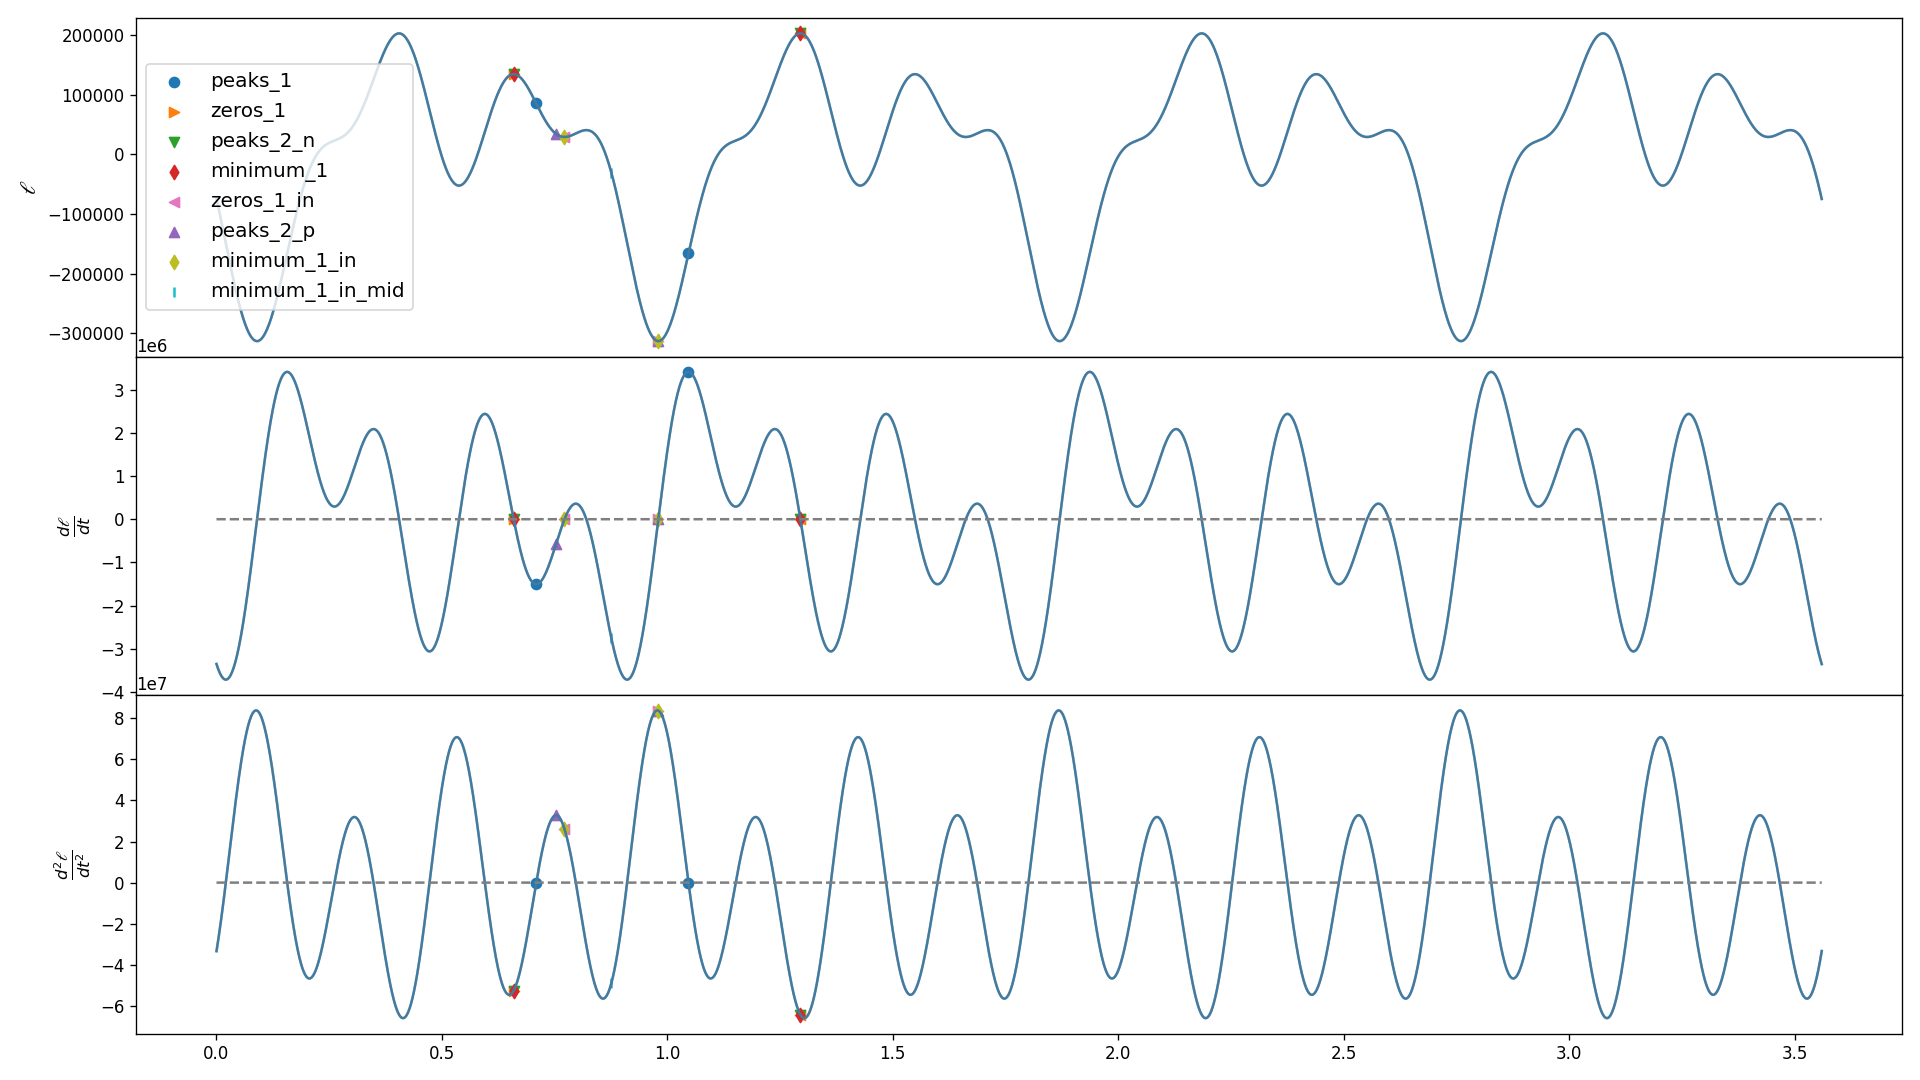 200000
100000
0
−100000
−200000
−300000
ℓ
peaks_1
zeros_1
peaks_2_n
minimum_1
zeros_1_in
peaks_2_p
minimum_1_in
minimum_1_in_mid
1e6
3
2
1
0
−1
−2
−3
−4
dℓ/dt
1e7
8
6
4
2
0
−2
−4
−6
d²ℓ/dt²
0.0 0.5 1.0 1.5 2.0 2.5 3.0 3.5